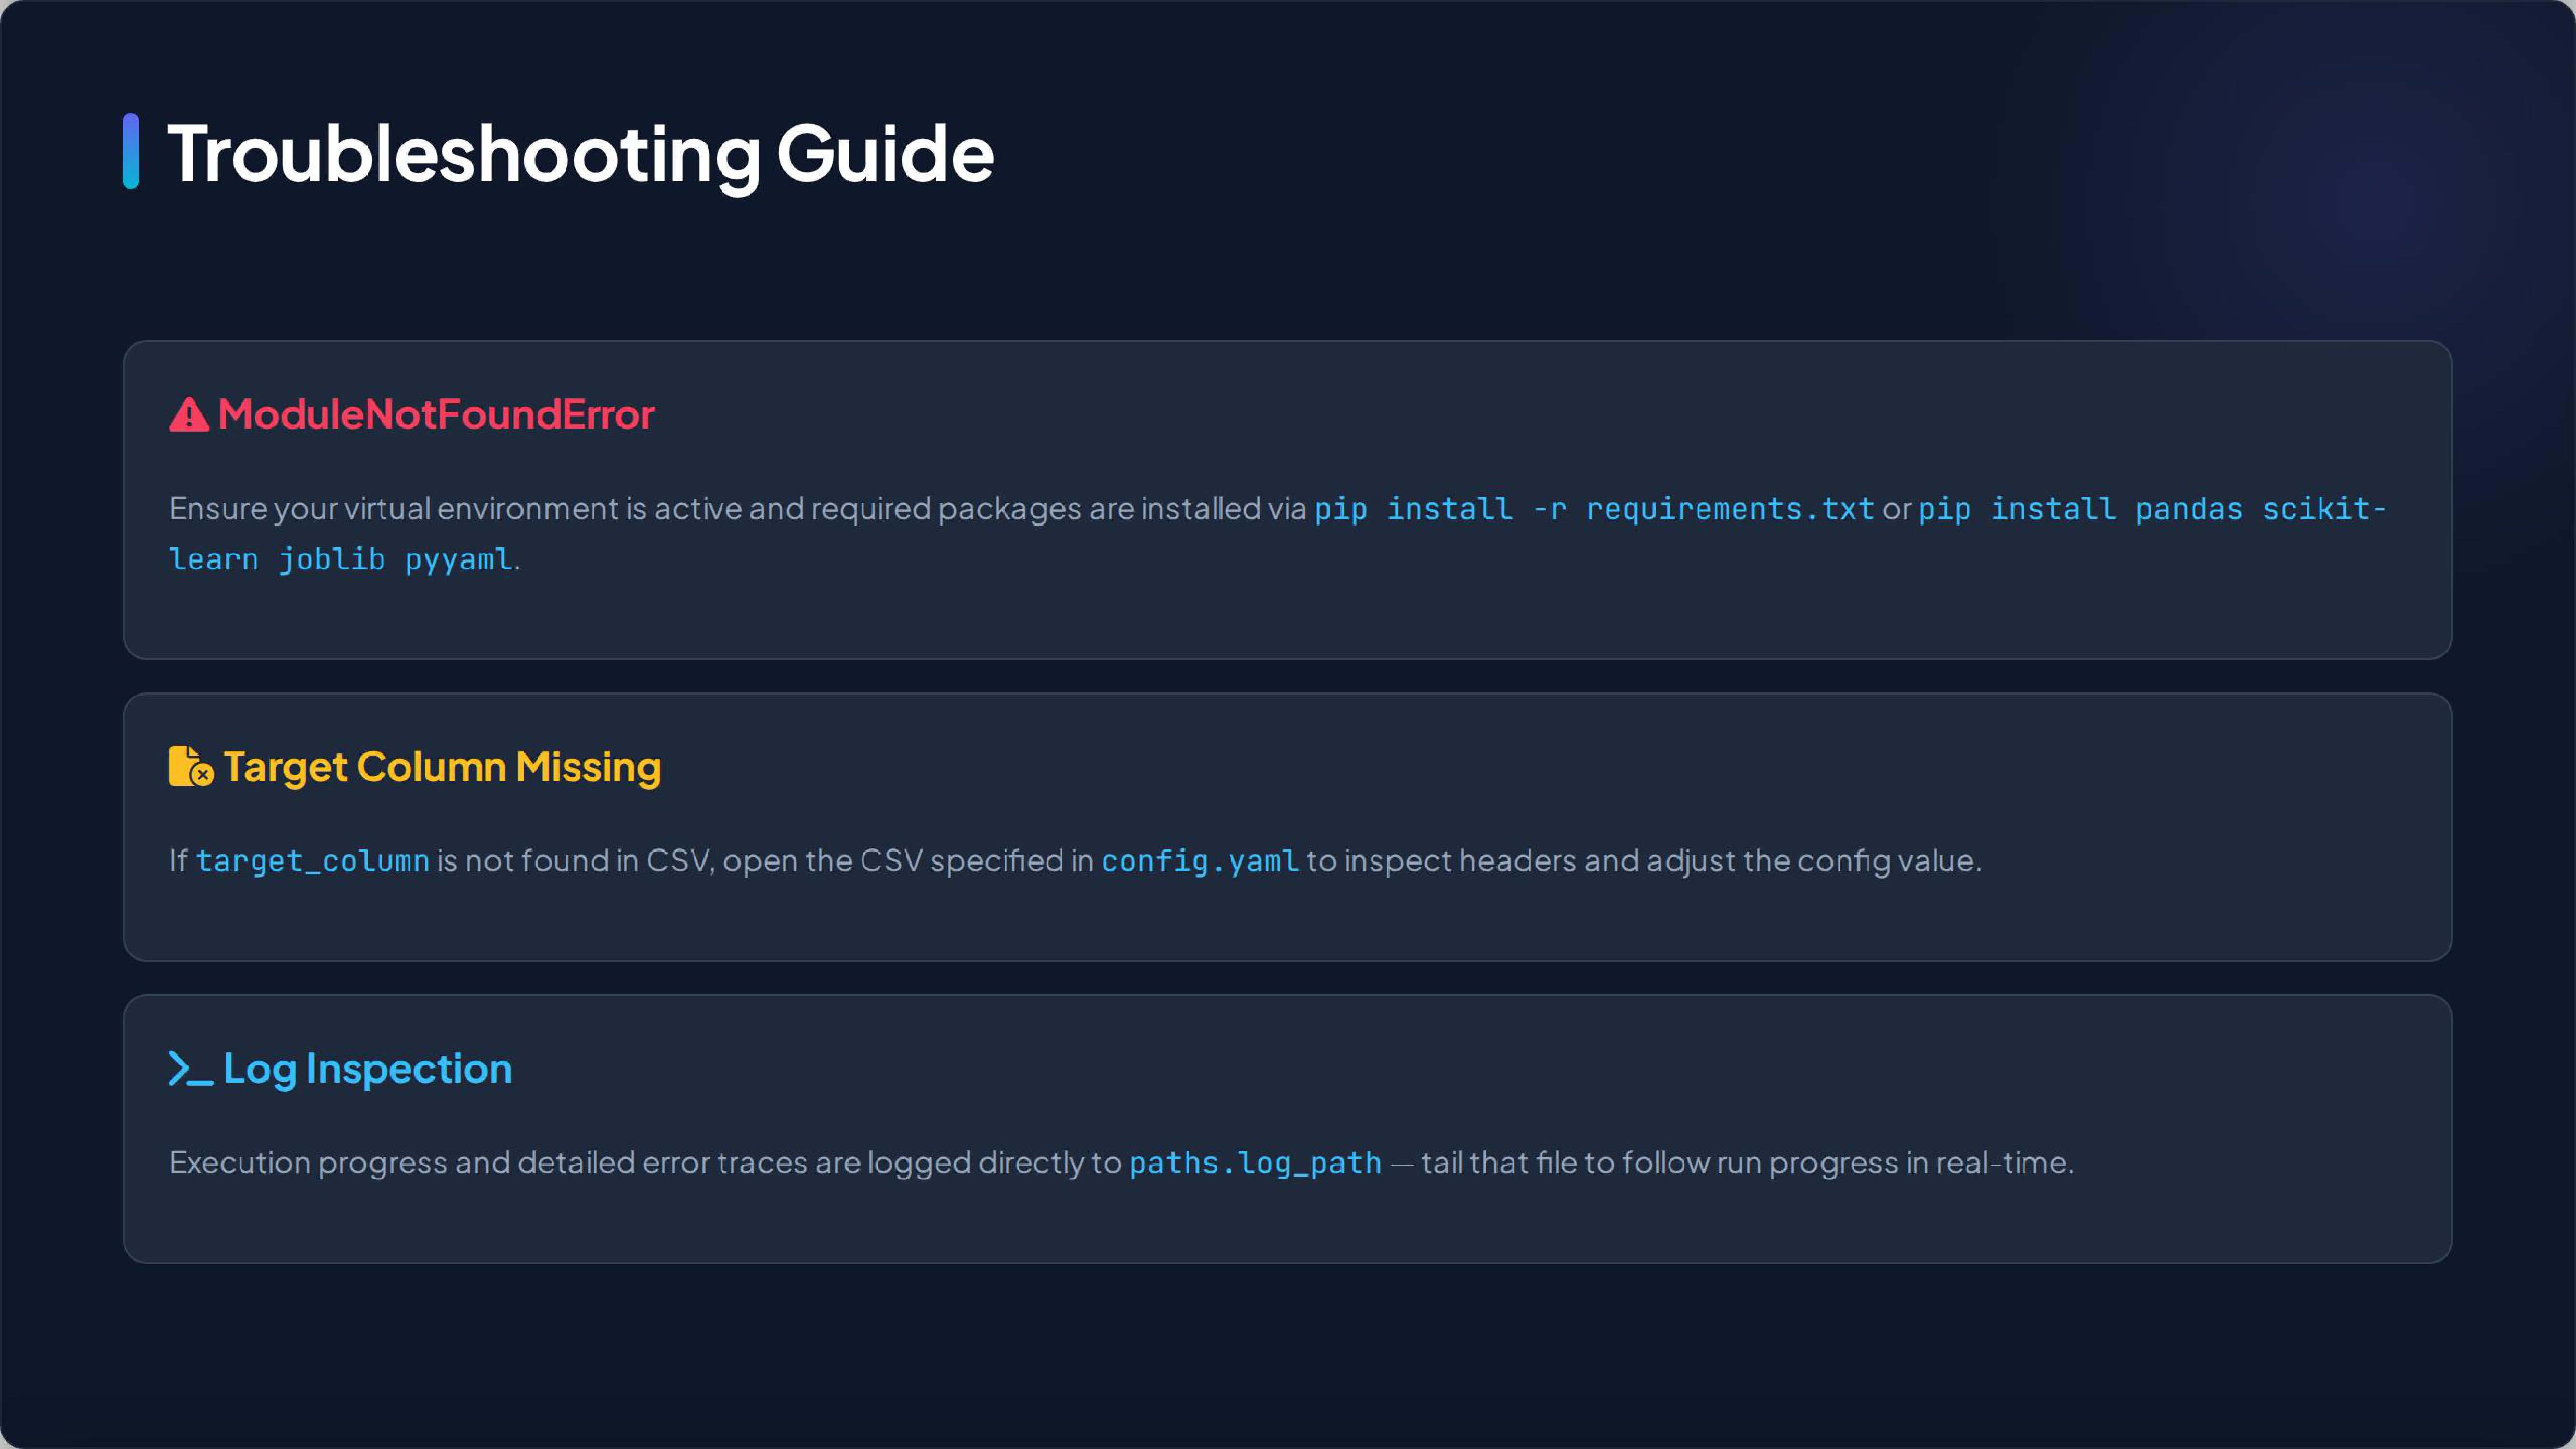 Troubleshooting Guide
ModuleNotFoundError
Ensure your virtual environment is active and required packages are installed via pip install -r requirements.txt or pip install pandas scikit-
learn joblib pyyaml.
Target Column Missing
If target_column is not found in CSV, open the CSV specified in config.yaml to inspect headers and adjust the config value.
Log Inspection
Execution progress and detailed error traces are logged directly to paths.log_path — tail that file to follow run progress in real-time.